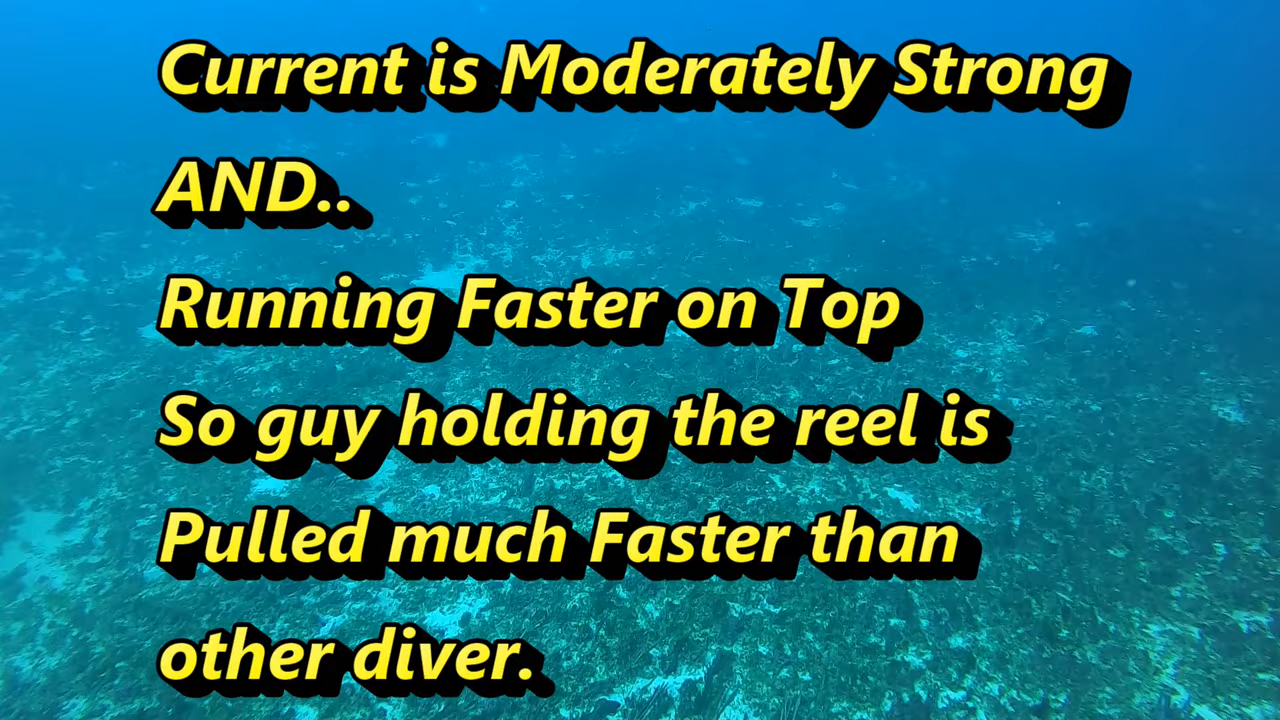 Current is Moderately Strong
AND..
Running Faster on Top
So guy holding the reel is
Pulled much Faster than
other diver.